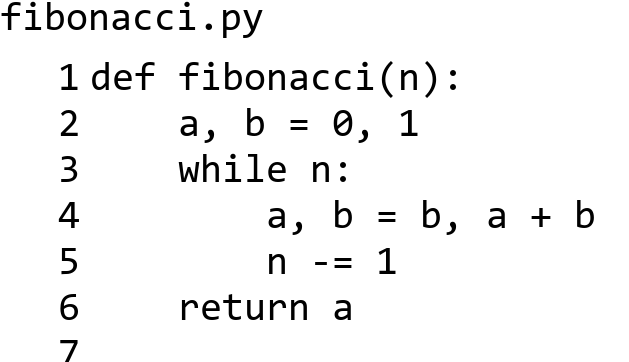 fibonacci.py
1 def fibonacci(n):
2     a, b = 0, 1
3     while n:
4         a, b = b, a + b
5         n -= 1
6     return a
7